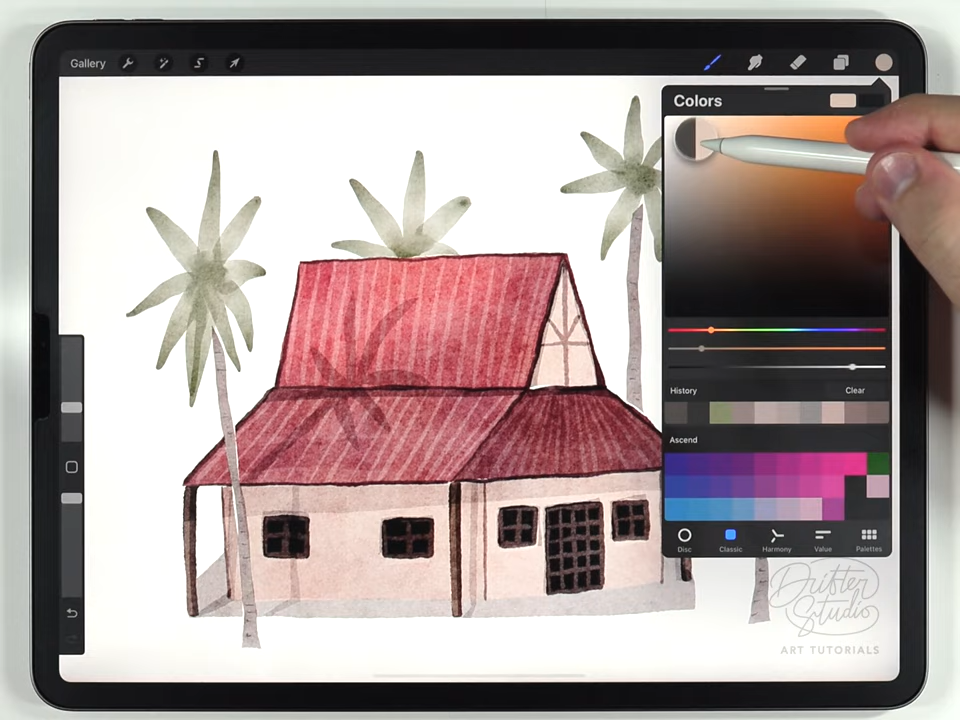 Gallery
Colors
History
Clear
Ascend
Disc
Classic
Harmony
Value
Palettes
Drifter
Studio
ART TUTORIALS